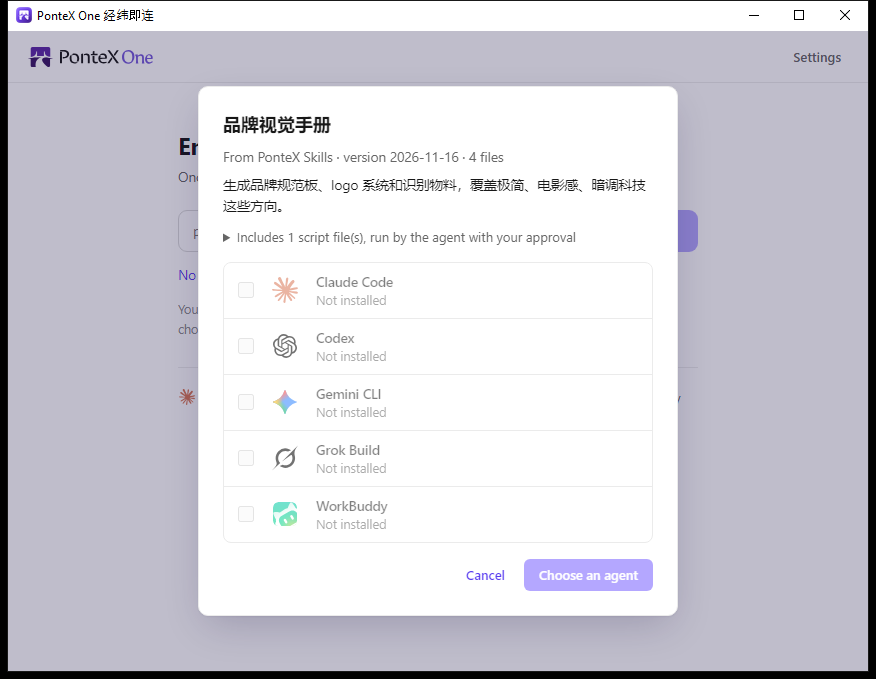 PonteX One 经纬即连
PonteX One
Settings
品牌视觉手册
From PonteX Skills · version 2026-11-16 · 4 files
生成品牌规范板、logo 系统和识别物料，覆盖极简、电影感、暗调科技
这些方向。
Includes 1 script file(s), run by the agent with your approval
No
You
cho
Claude Code
Not installed
Codex
Not installed
Gemini CLI
Not installed
Grok Build
Not installed
WorkBuddy
Not installed
Cancel
Choose an agent